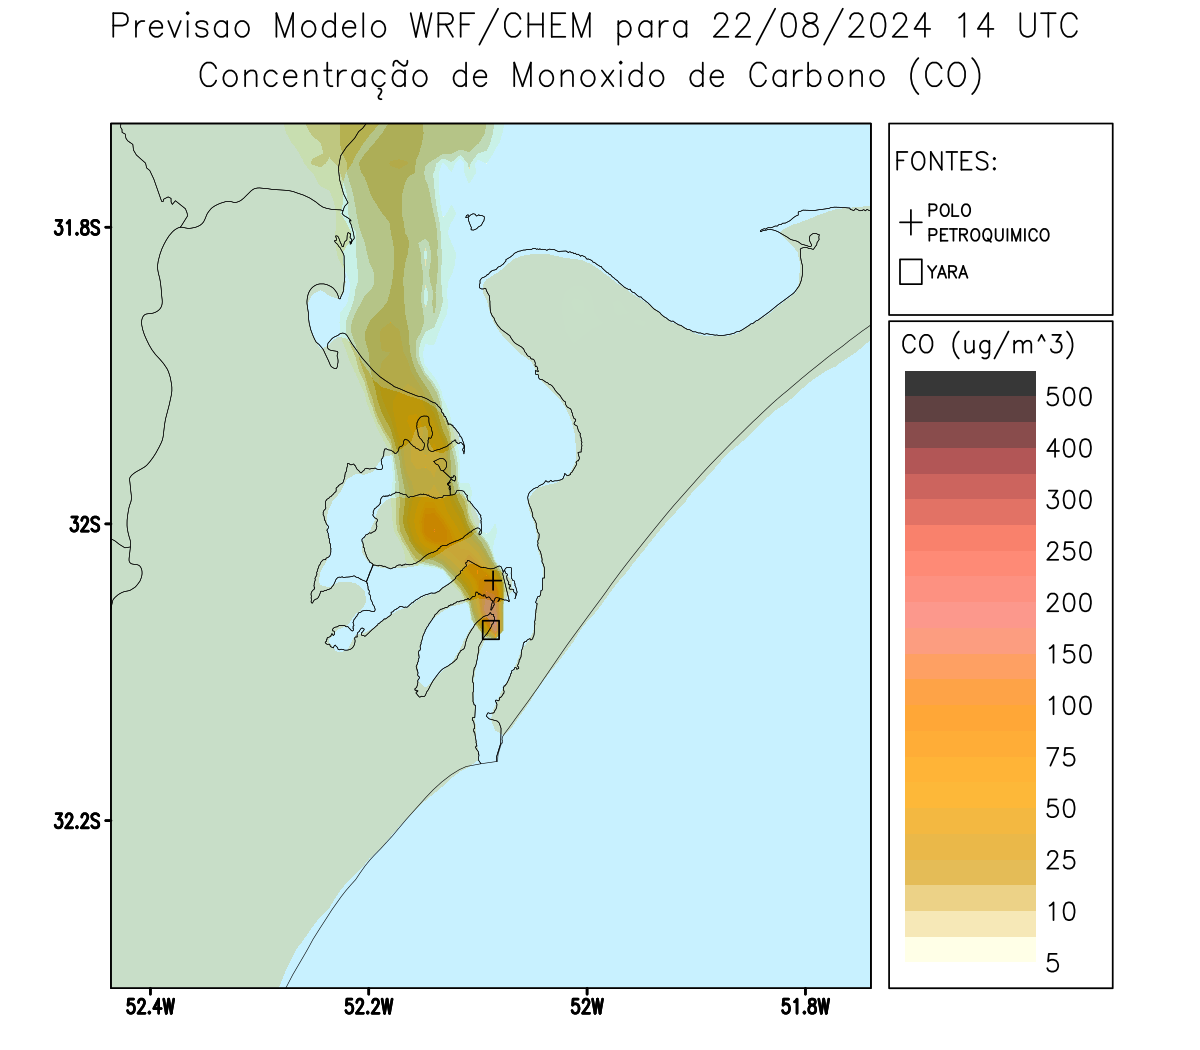 Previsao Modelo WRF/CHEM para 22/08/2024 14 UTC
Concentração de Monoxido de Carbono (CO)
FONTES:
POLO
PETROQUIMICO
YARA
CO (ug/m^3)
500
400
300
250
200
150
100
75
50
25
10
5
31.8S
32S
32.2S
52.4W
52.2W
52W
51.8W